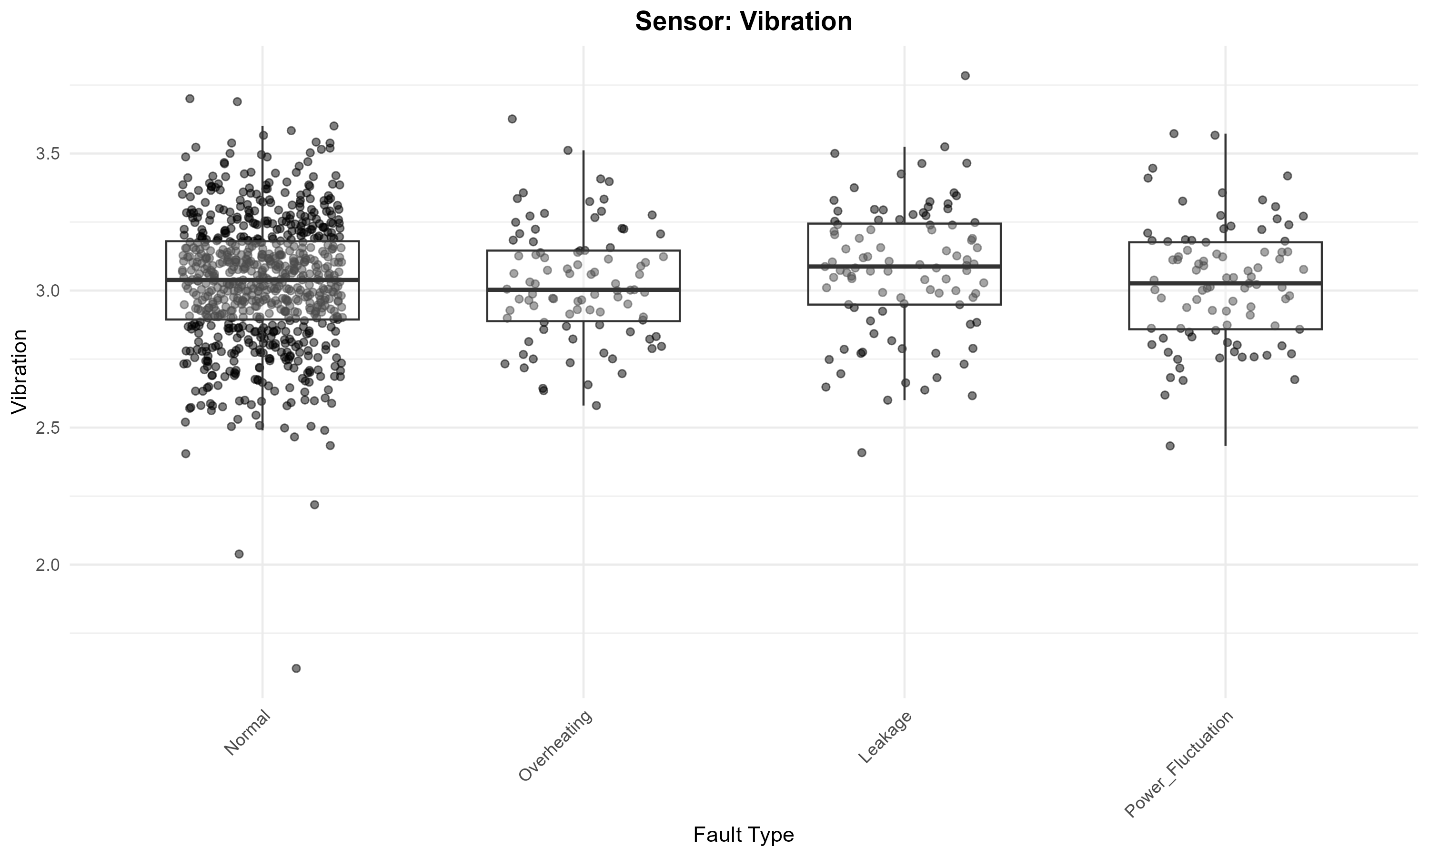 Sensor: Vibration
3.5
3.0
2.5
2.0
Vibration
Normal
Overheating
Leakage
Power_Fluctuation
Fault Type